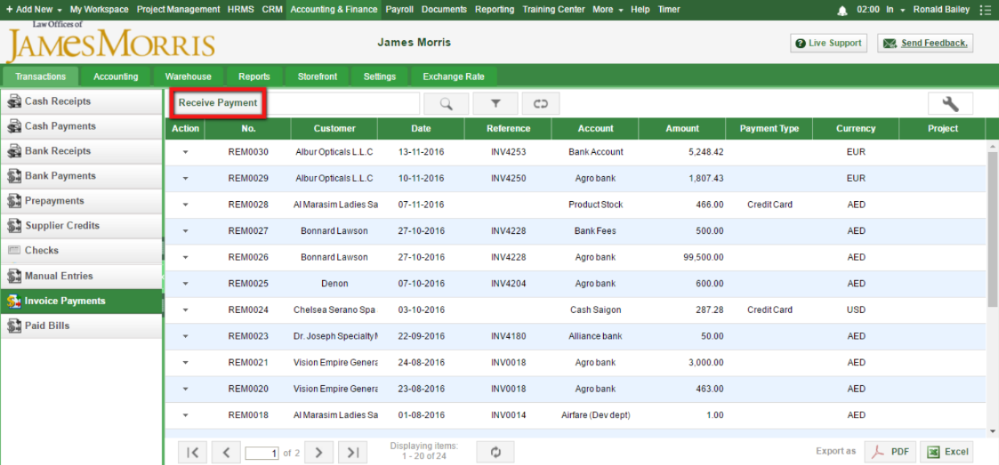 + Add New My Workspace Project Management HRMS CRM Accounting & Finance Payroll Documents Reporting Training Center More Help Timer 02:00 In Ronald Bailey
Law Offices of
JAMES MORRIS
James Morris
Live Support Send Feedback.
Transactions Accounting Warehouse Reports Storefront Settings Exchange Rate
Cash Receipts
Cash Payments
Bank Receipts
Bank Payments
Prepayments
Supplier Credits
Checks
Manual Entries
Invoice Payments
Paid Bills
Receive Payment
Action No. Customer Date Reference Account Amount Payment Type Currency Project
REM0030 Albur Opticals L.L.C 13-11-2016 INV4253 Bank Account 5,248.42 EUR
REM0029 Albur Opticals L.L.C 10-11-2016 INV4250 Agro bank 1,807.43 EUR
REM0028 Al Marasim Ladies Sa 07-11-2016 Product Stock 466.00 Credit Card AED
REM0027 Bonnard Lawson 27-10-2016 INV4228 Bank Fees 500.00 AED
REM0026 Bonnard Lawson 27-10-2016 INV4228 Agro bank 99,500.00 AED
REM0025 Denon 07-10-2016 INV4204 Agro bank 600.00 AED
REM0024 Chelsea Serano Spa 03-10-2016 Cash Saigon 287.28 Credit Card USD
REM0023 Dr. Joseph Specialty 22-09-2016 INV4180 Alliance bank 50.00 AED
REM0021 Vision Empire Genera 24-08-2016 INV0018 Agro bank 3,000.00 AED
REM0020 Vision Empire Genera 23-08-2016 INV0018 Agro bank 463.00 AED
REM0018 Al Marasim Ladies Sa 01-08-2016 INV0014 Airfare (Dev dept) 1.00 AED
1 of 2
Displaying items:
1 - 20 of 24
Export as PDF Excel